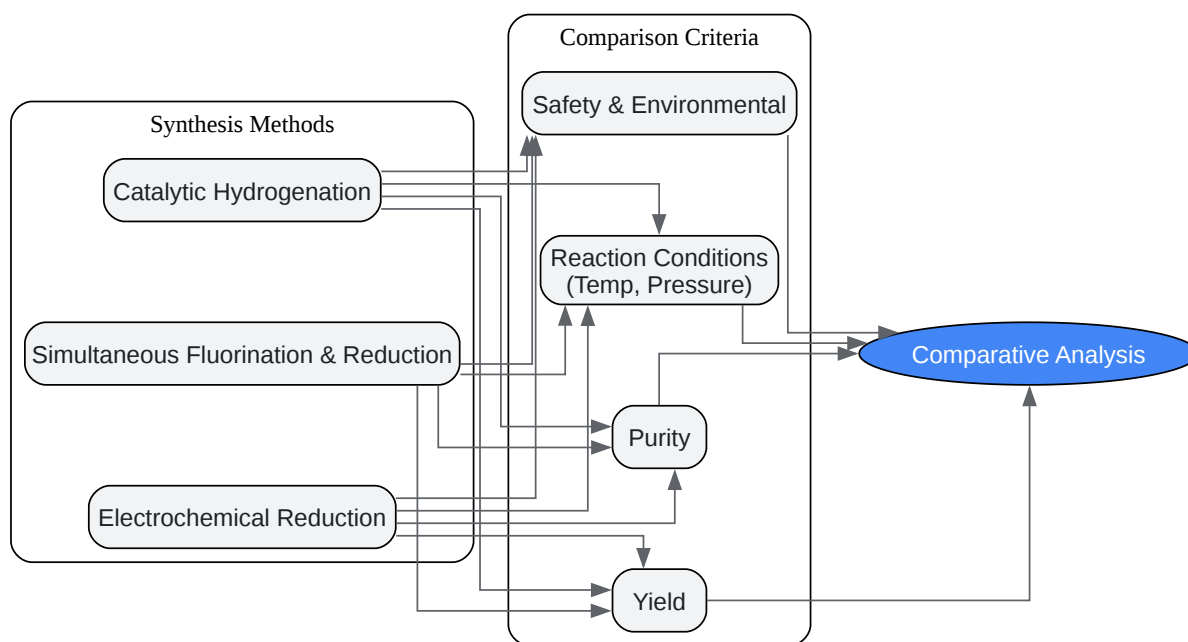 Comparison Criteria
Safety & Environmental
Synthesis Methods
Catalytic Hydrogenation
Reaction Conditions
(Temp, Pressure)
Simultaneous Fluorination & Reduction
Comparative Analysis
Purity
Electrochemical Reduction
Yield